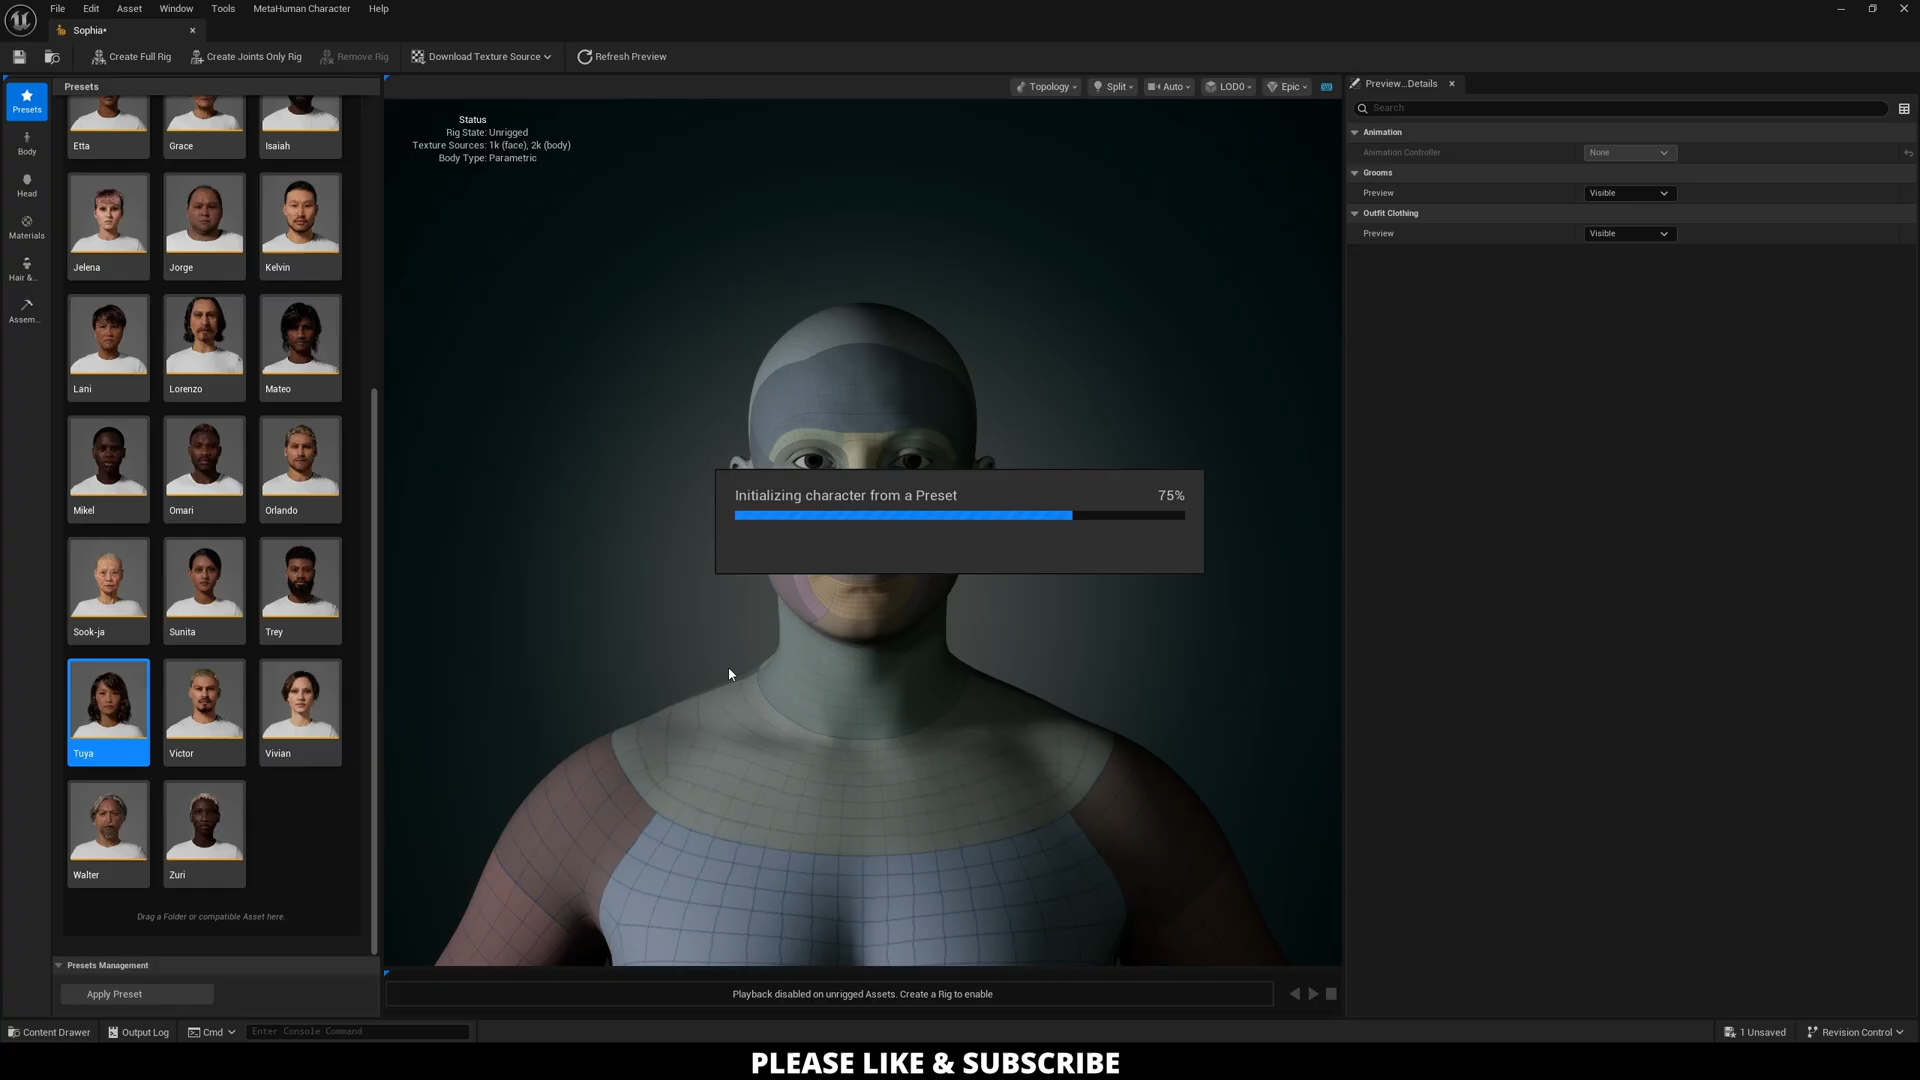 File Edit Asset Window Tools MetaHuman Character Help
Sophia*
Create Full Rig Create Joints Only Rig Remove Rig Download Texture Source Refresh Preview
Presets
Body
Head
Materials
Hair &...
Assem...
Presets
Etta Grace Isaiah
Jelena Jorge Kelvin
Lani Lorenzo Mateo
Mikel Omari Orlando
Sook-ja Sunita Trey
Tuya Victor Vivian
Walter Zuri
Drag a Folder or compatible Asset here.
Presets Management
Apply Preset
Topology Split Auto LOD0 Epic
Status
Rig State: Unrigged
Texture Sources: 1k (face), 2k (body)
Body Type: Parametric
Initializing character from a Preset 75%
Playback disabled on unrigged Assets. Create a Rig to enable
Preview...Details
Search
Animation
Animation Controller None
Grooms
Preview Visible
Outfit Clothing
Preview Visible
Content Drawer Output Log Cmd Enter Console Command 1 Unsaved Revision Control
PLEASE LIKE & SUBSCRIBE